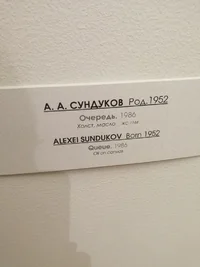 А. А. СУНДУКОВ Род.1952
Очередь. 1986
Холст, масло
ALEXEI SUNDUKOV Born 1952
Queue. 1986
Oil on canvas